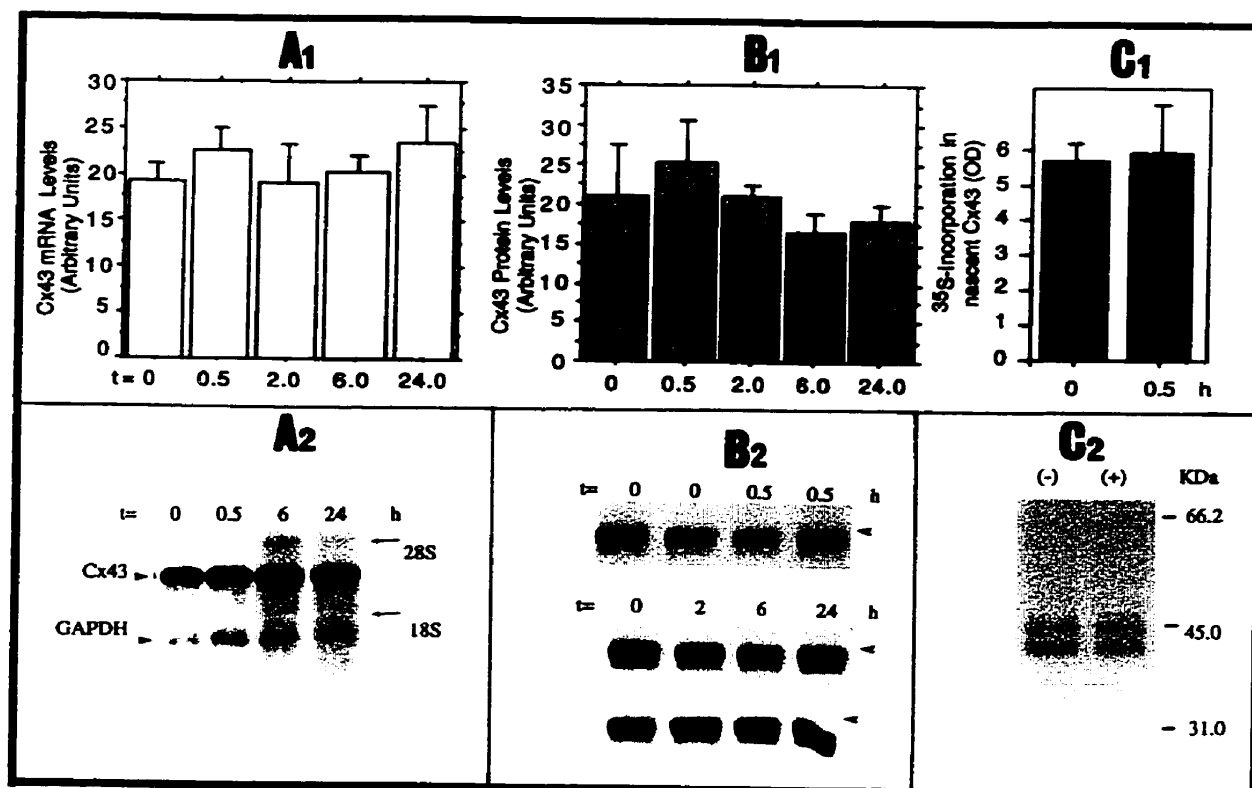 A1
Cx43 mRNA Levels
(Arbitrary Units)
30
25
20
15
10
5
0
t= 0 0.5 2.0 6.0 24.0
B1
Cx43 Protein Levels
(Arbitrary Units)
35
30
25
20
15
10
5
0
0 0.5 2.0 6.0 24.0
C1
35S-Incorporation in
nascent Cx43 (OD)
6
5
4
3
2
1
0
0 0.5 h
A2
t= 0 0.5 6 24 h
28S
Cx43
18S
GAPDH
B2
t= 0 0 0.5 0.5 h
t= 0 2 6 24 h
C2
(-) (+) KDa
66.2
45.0
31.0